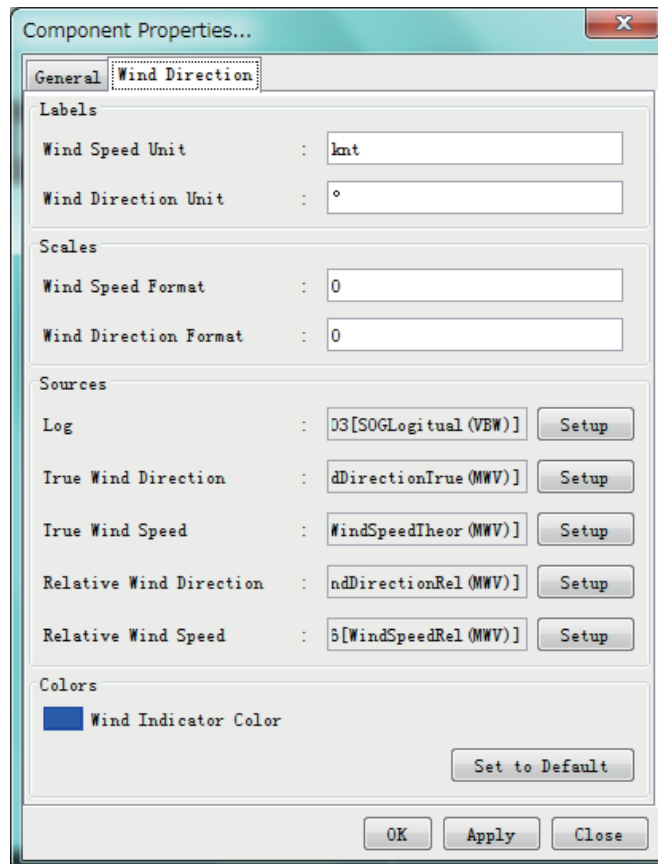 Component Properties...
General Wind Direction
Labels
Wind Speed Unit : knt
Wind Direction Unit : °
Scales
Wind Speed Format : 0
Wind Direction Format : 0
Sources
Log : 03[SOGLogitual(VBW)] Setup
True Wind Direction : dDirectionTrue(MWV)] Setup
True Wind Speed : WindSpeedTheor(MWV)] Setup
Relative Wind Direction : ndDirectionRel(MWV)] Setup
Relative Wind Speed : 6[WindSpeedRel(MWV)] Setup
Colors
Wind Indicator Color
Set to Default
OK Apply Close